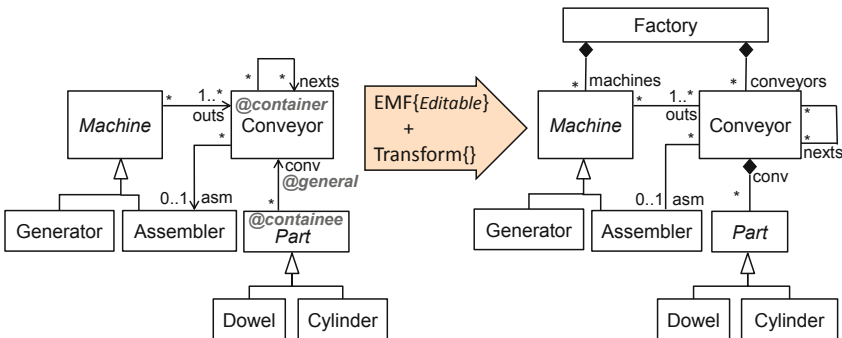 * * nexts
* 1..* outs
@container
Machine
Conveyor
*
conv
@general
0..1 asm
*
@containee
Generator
Assembler
Part
Dowel
Cylinder
EMF{Editable}
+
Transform{}
Factory
* machines
* conveyors
Machine
* 1..* outs
Conveyor
*
*
nexts
*
conv
0..1 asm
*
Generator
Assembler
Part
Dowel
Cylinder